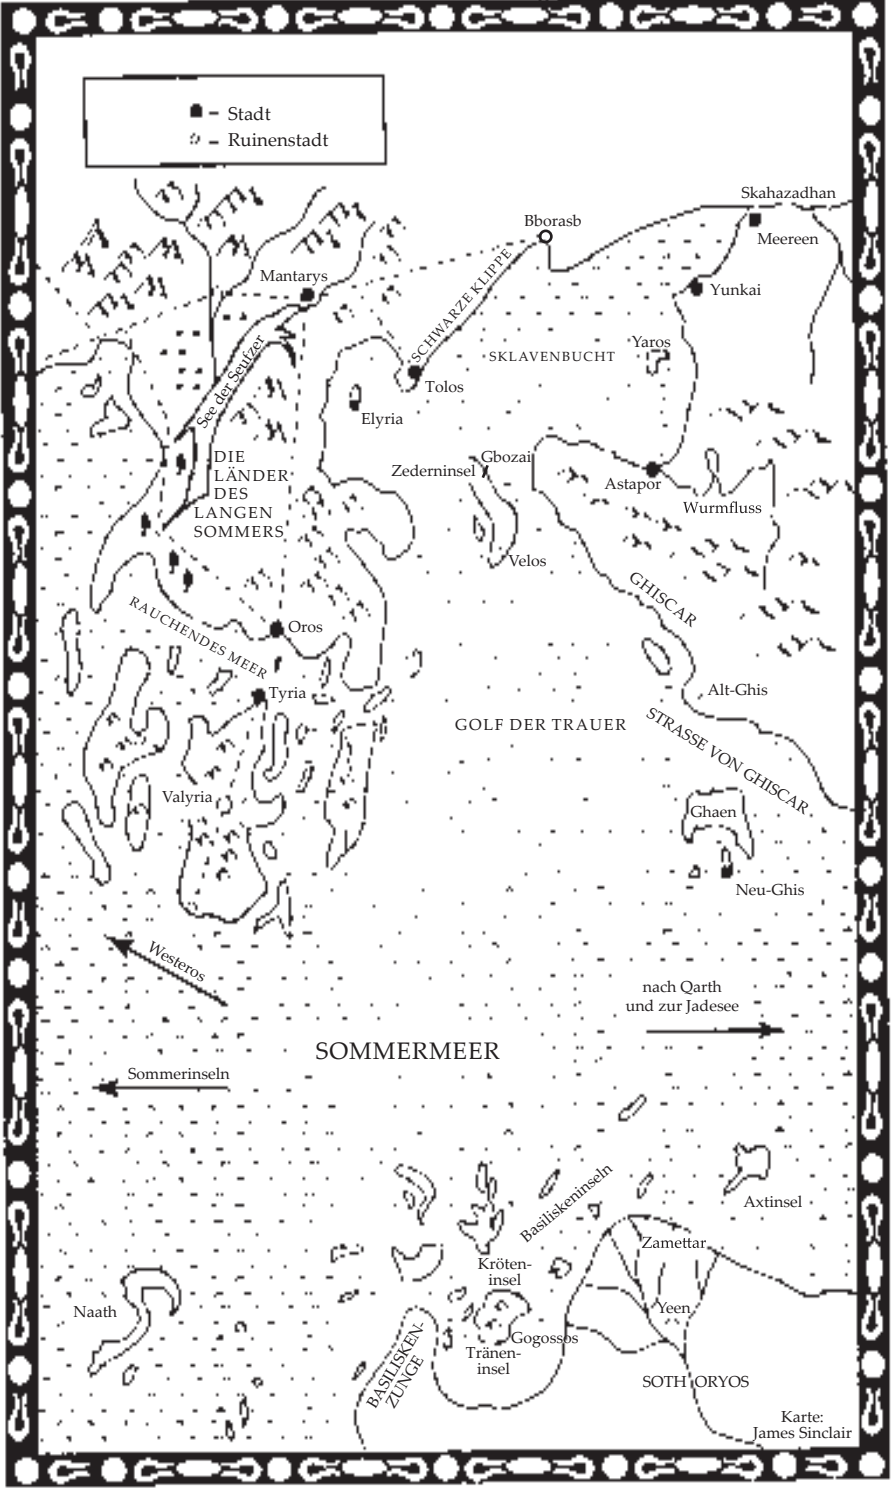 Stadt
Ruinenstadt
Skahazadhan
Bborasb
Meereen
Mantarys
Yunkai
SCHWARZE KLIPPE
SKLAVENBUCHT
Yaros
Tolos
See der Seufzer
Elyria
DIE
LÄNDER
DES
LANGEN
SOMMERS
Gbozai
Zederninsel
Astapor
Wurmfluss
Velos
GHISCAR
RAUCHENDES MEER
Oros
Tyria
Alt-Ghis
GOLF DER TRAUER
STRASSE VON GHISCAR
Valyria
Ghaen
Neu-Ghis
Westeros
nach Qarth
und zur Jadesee
SOMMERMEER
Sommerinseln
Basiliskeninseln
Axtinsel
Zamettar
Kröten-
insel
Naath
Yeen
Gogossos
Tränen-
insel
BASILISKEN-
ZUNGE
SOTHORYOS
Karte:
James Sinclair